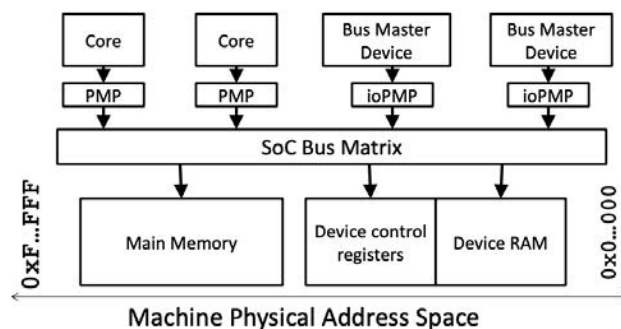 Core
Core
Bus Master
Device
Bus Master
Device
PMP
PMP
ioPMP
ioPMP
SoC Bus Matrix
0xF...FFF
Main Memory
Device control
registers
Device RAM
0x0...000
Machine Physical Address Space